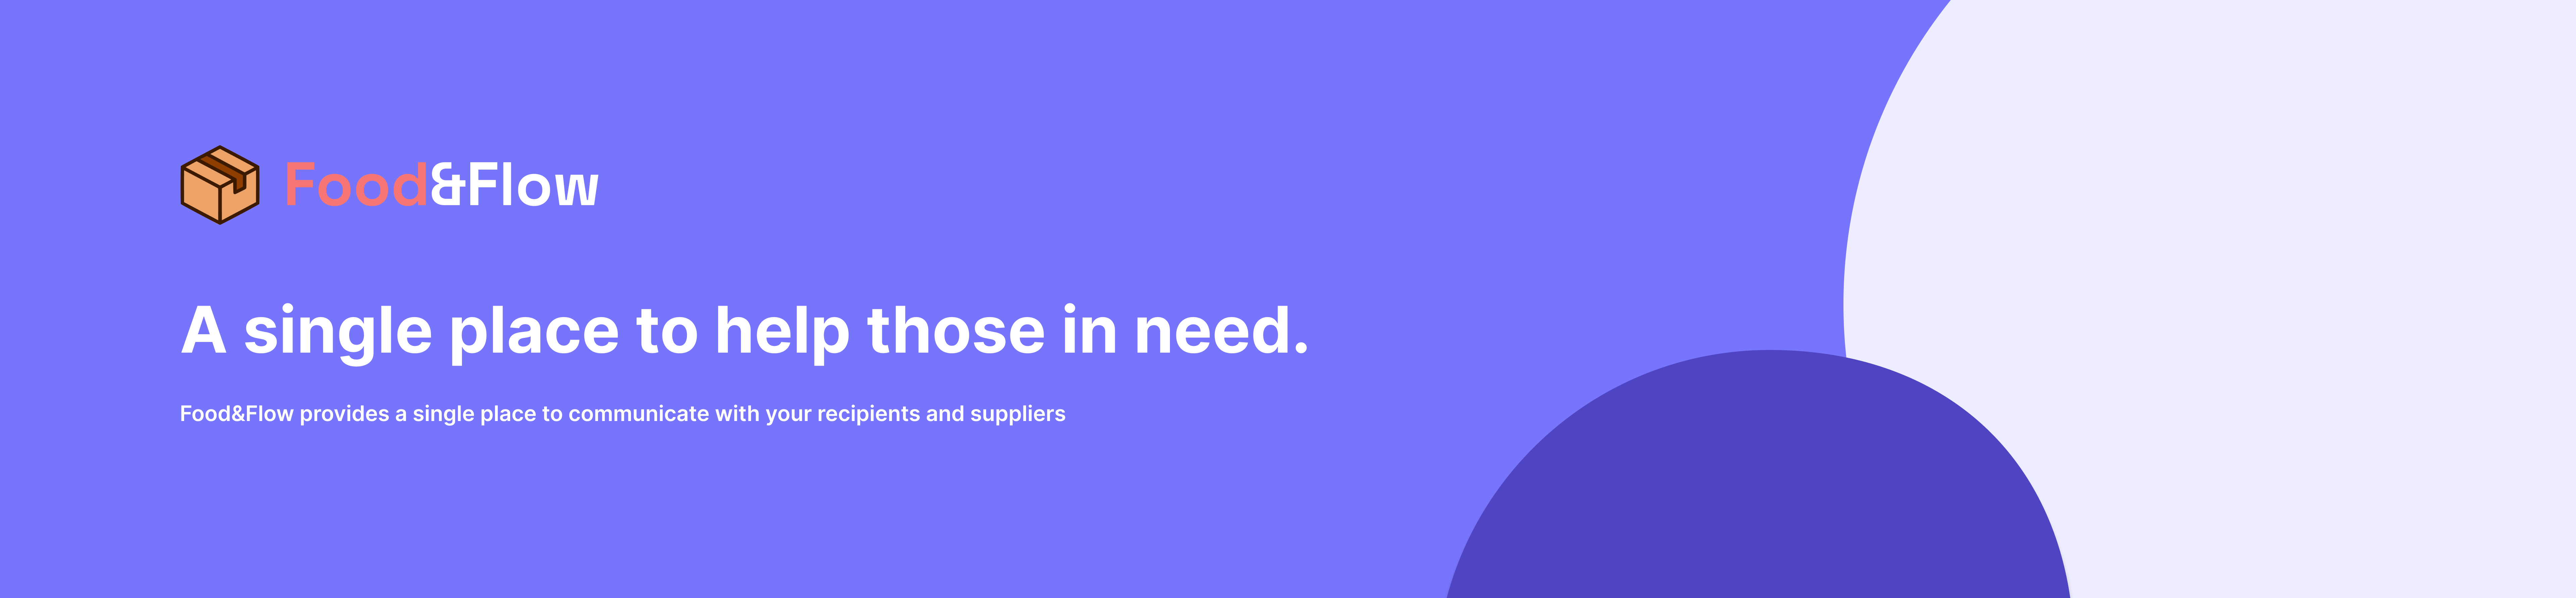 Food&Flow
A single place to help those in need.
Food&Flow provides a single place to communicate with your recipients and suppliers